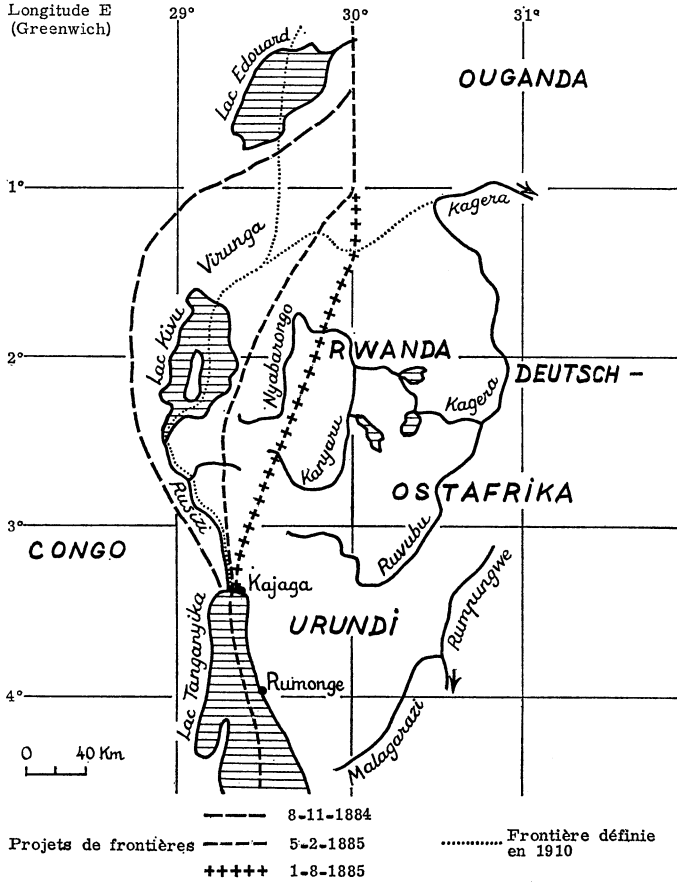 Longitude E
(Greenwich)
29°
30°
31°
Lac Edouard
OUGANDA
1°
Kagera
Virunga
Lac Kivu
Nyabarongo
RWANDA
2°
DEUTSCH -
Kagera
Kanyaru
Rusizi
OSTAFRIKA
3°
CONGO
Ruvubu
Kajaga
Rumpungwe
URUNDI
Lac Tanganyika
Rumonge
4°
Malagarazi
0 40 Km
8-11-1884
Projets de frontières 5-2-1885
1-8-1885
Frontière définie
en 1910